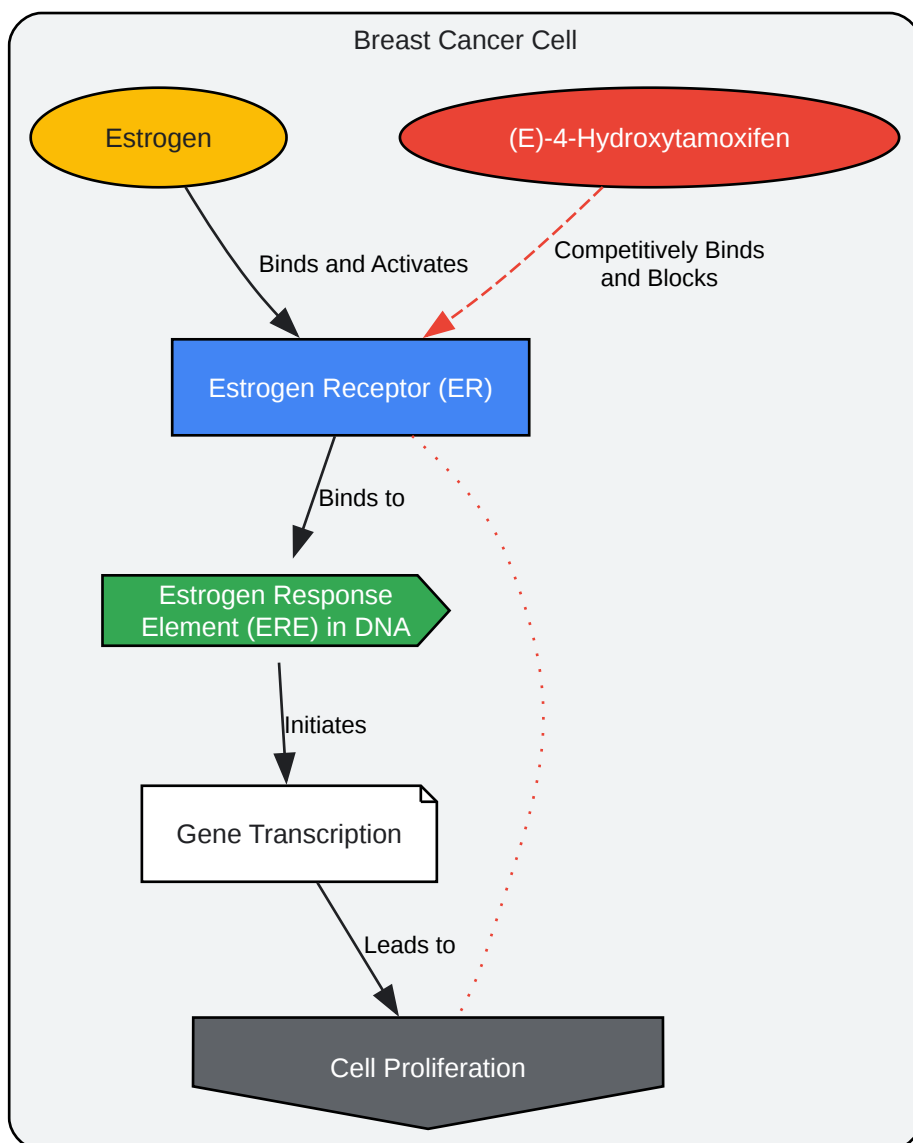 Breast Cancer Cell
Estrogen
(E)-4-Hydroxytamoxifen
Binds and Activates
Competitively Binds
and Blocks
Estrogen Receptor (ER)
Binds to
Estrogen Response
Element (ERE) in DNA
Initiates
Gene Transcription
Leads to
Cell Proliferation